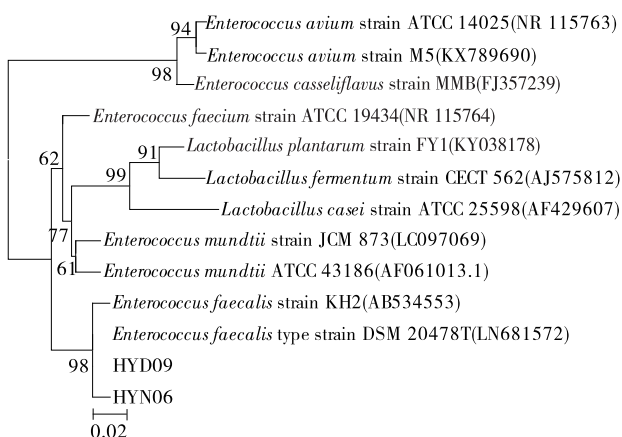 94
Enterococcus avium strain ATCC 14025(NR 115763)
Enterococcus avium strain M5(KX789690)
98
Enterococcus casseliflavus strain MMB(FJ357239)
Enterococcus faecium strain ATCC 19434(NR 115764)
62
91
Lactobacillus plantarum strain FY1(KY038178)
99
Lactobacillus fermentum strain CECT 562(AJ575812)
Lactobacillus casei strain ATCC 25598(AF429607)
77
Enterococcus mundtii strain JCM 873(LC097069)
61
Enterococcus mundtii ATCC 43186(AF061013.1)
Enterococcus faecalis strain KH2(AB534553)
Enterococcus faecalis type strain DSM 20478T(LN681572)
98
HYD09
HYN06
0.02